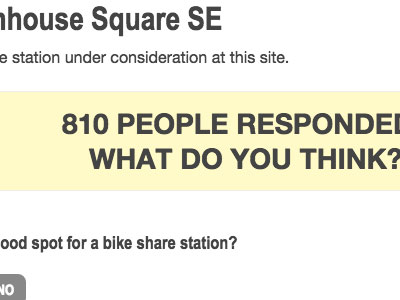 nhouse Square SE
e station under consideration at this site.
810 PEOPLE RESPONDED
WHAT DO YOU THINK?
ood spot for a bike share station?
NO